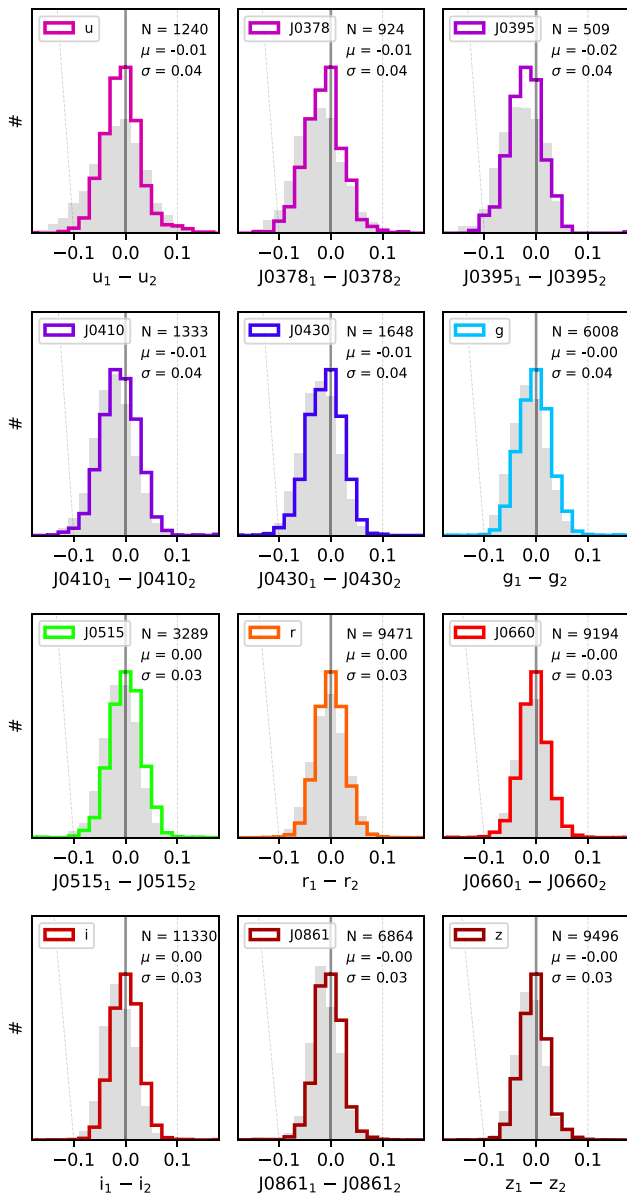 u
N = 1240
μ = -0.01
σ = 0.04
J0378
N = 924
μ = -0.01
σ = 0.04
J0395
N = 509
μ = -0.02
σ = 0.04
#
−0.1 0.0 0.1
−0.1 0.0 0.1
−0.1 0.0 0.1
u₁ − u₂
J0378₁ − J0378₂
J0395₁ − J0395₂
J0410
N = 1333
μ = -0.01
σ = 0.04
J0430
N = 1648
μ = -0.01
σ = 0.04
g
N = 6008
μ = -0.00
σ = 0.04
#
−0.1 0.0 0.1
−0.1 0.0 0.1
−0.1 0.0 0.1
J0410₁ − J0410₂
J0430₁ − J0430₂
g₁ − g₂
J0515
N = 3289
μ = 0.00
σ = 0.03
r
N = 9471
μ = 0.00
σ = 0.03
J0660
N = 9194
μ = -0.00
σ = 0.03
#
−0.1 0.0 0.1
−0.1 0.0 0.1
−0.1 0.0 0.1
J0515₁ − J0515₂
r₁ − r₂
J0660₁ − J0660₂
i
N = 11330
μ = 0.00
σ = 0.03
J0861
N = 6864
μ = -0.00
σ = 0.03
z
N = 9496
μ = -0.00
σ = 0.03
#
−0.1 0.0 0.1
−0.1 0.0 0.1
−0.1 0.0 0.1
i₁ − i₂
J0861₁ − J0861₂
z₁ − z₂